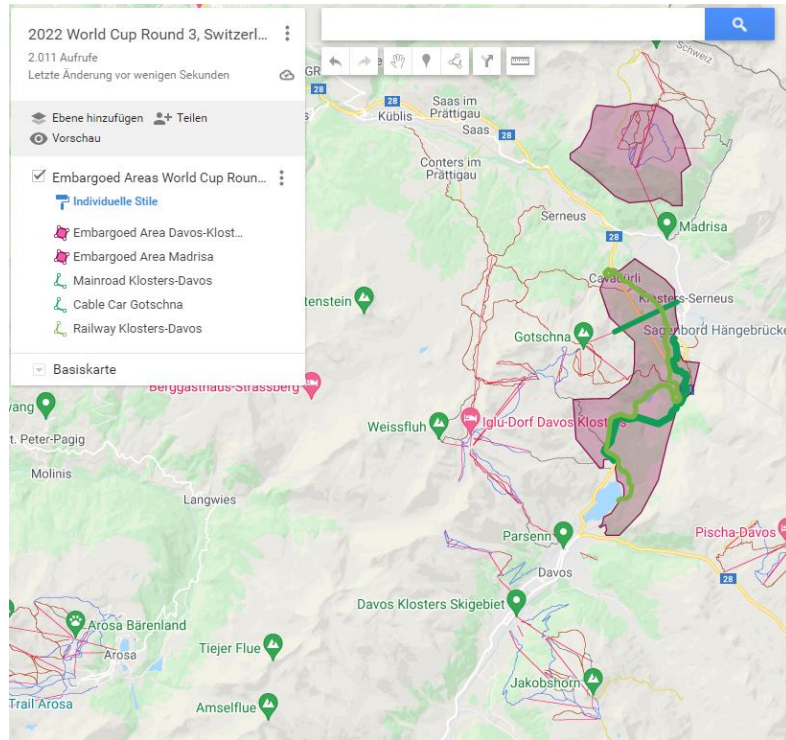 2022 World Cup Round 3, Switzerl...
2.011 Aufrufe
Letzte Änderung vor wenigen Sekunden
Ebene hinzufügen
Teilen
Vorschau
Embargoed Areas World Cup Roun...
Individuelle Stile
Embargoed Area Davos-Klost...
Embargoed Area Madrisa
Mainroad Klosters-Davos
Cable Car Gotschna
Railway Klosters-Davos
Basiskarte
Schweiz
GR
28
28
Küblis
Saas im
Prättigau
Saas
28
Conters im
Prättigau
Serneus
28
Madrisa
Cavadürli
Klosters-Serneus
Gotschna
Sagenbord Hängebrücke
tenstein
Berggasthaus-Strassberg
Weissfluh
Iglu-Dorf Davos Klosters
wang
t. Peter-Pagig
Molinis
Langwies
Parsenn
Pischa-Davos
Davos
28
Davos Klosters Skigebiet
Arosa Bärenland
Arosa
Tiejer Flue
Jakobshorn
Trail Arosa
Amselflue